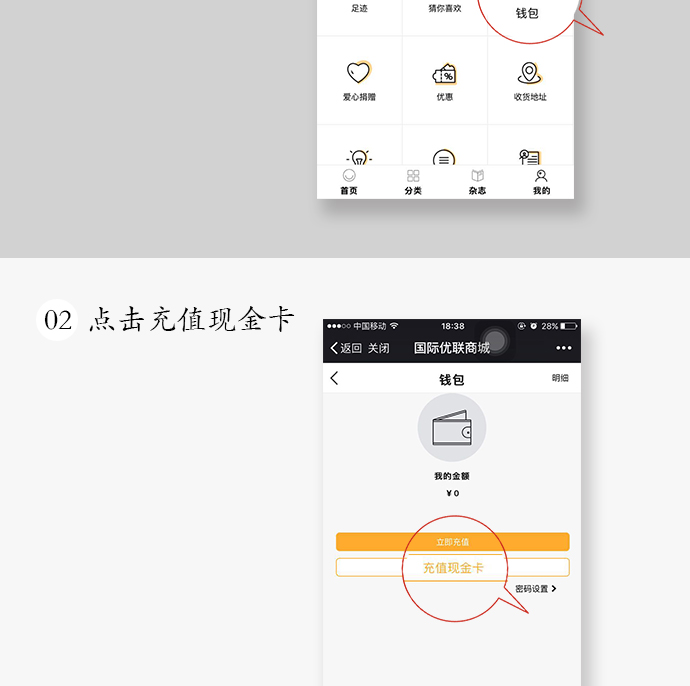 足迹 猜你喜欢 钱包
爱心捐赠 优惠 收货地址
首页 分类 杂志 我的
02 点击充值现金卡
中国移动 18:38 28%
返回 关闭 国际优联商城
钱包 明细
我的金额
¥0
立即充值
充值现金卡
密码设置